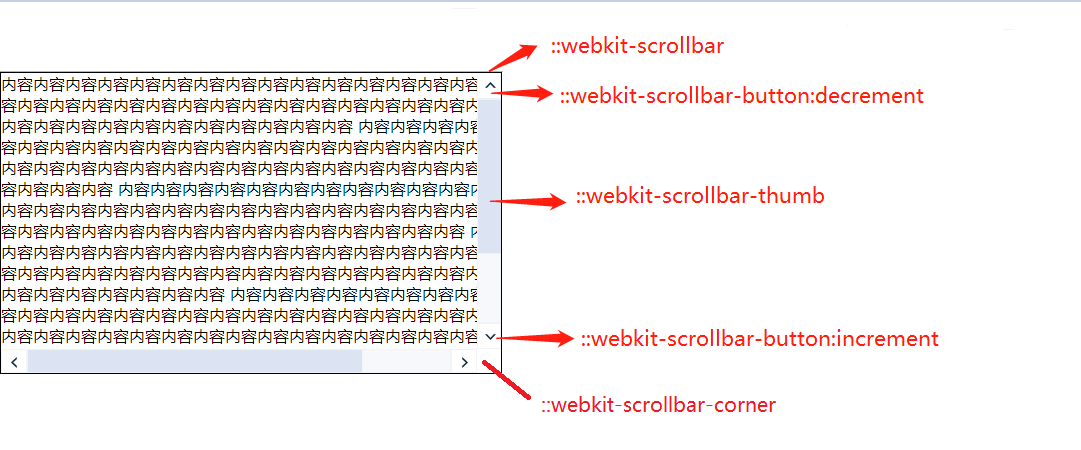 ::webkit-scrollbar
内容内容内容内容内容内容内容内容内容内容内容内容内容内容内容
::webkit-scrollbar-button:decrement
容内容内容内容内容内容内容内容内容内容内容内容内容内容内容内
内容内容内容内容内容内容内容内容内容内容内容 内容内容内容内容
容内容内容内容内容内容内容内容内容内容内容内容内容内容内容内
内容内容内容内容内容内容内容内容内容内容内容内容内容内容内容
容内容内容内容 内容内容内容内容内容内容内容内容内容内容内容
::webkit-scrollbar-thumb
内容内容内容内容内容内容内容内容内容内容内容内容内容内容内容
容内容内容内容内容内容内容内容内容内容内容内容内容内容内容
内容内容内容内容内容内容内容内容内容内容内容内容内容内容内容
容内容内容内容内容内容内容内容内容内容内容内容内容内容内容内
内容内容内容内容内容内容内容 内容内容内容内容内容内容内容内容
容内容内容内容内容内容内容内容内容内容内容内容内容内容内容内
内容内容内容内容内容内容内容内容内容内容内容内容内容内容内容
::webkit-scrollbar-button:increment
::webkit-scrollbar-corner